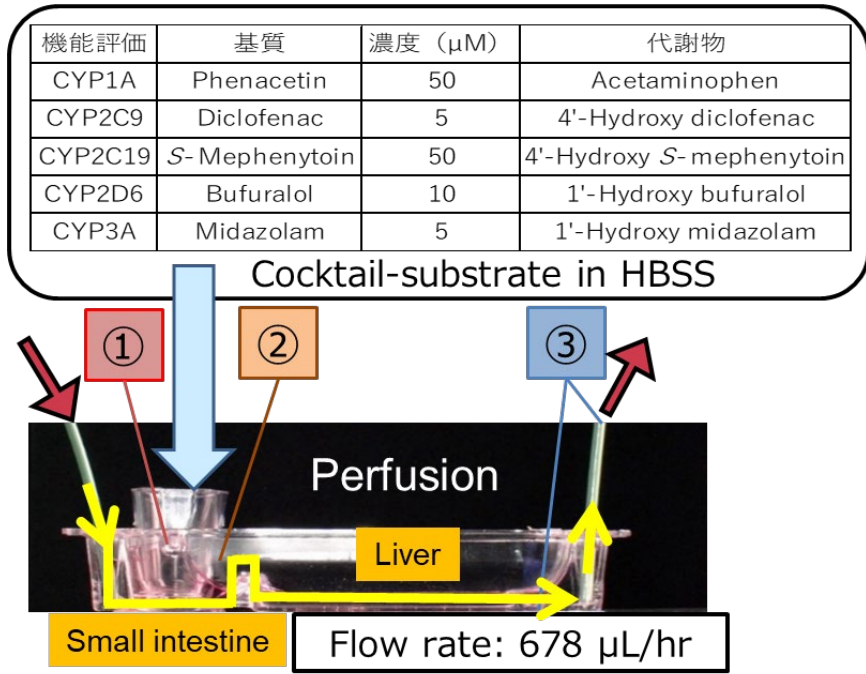 機能評価 基質 濃度（μM） 代謝物
CYP1A Phenacetin 50 Acetaminophen
CYP2C9 Diclofenac 5 4'-Hydroxy diclofenac
CYP2C19 S-Mephenytoin 50 4'-Hydroxy S-mephenytoin
CYP2D6 Bufuralol 10 1'-Hydroxy bufuralol
CYP3A Midazolam 5 1'-Hydroxy midazolam
Cocktail-substrate in HBSS
① ② ③
Perfusion
Liver
Small intestine
Flow rate: 678 μL/hr